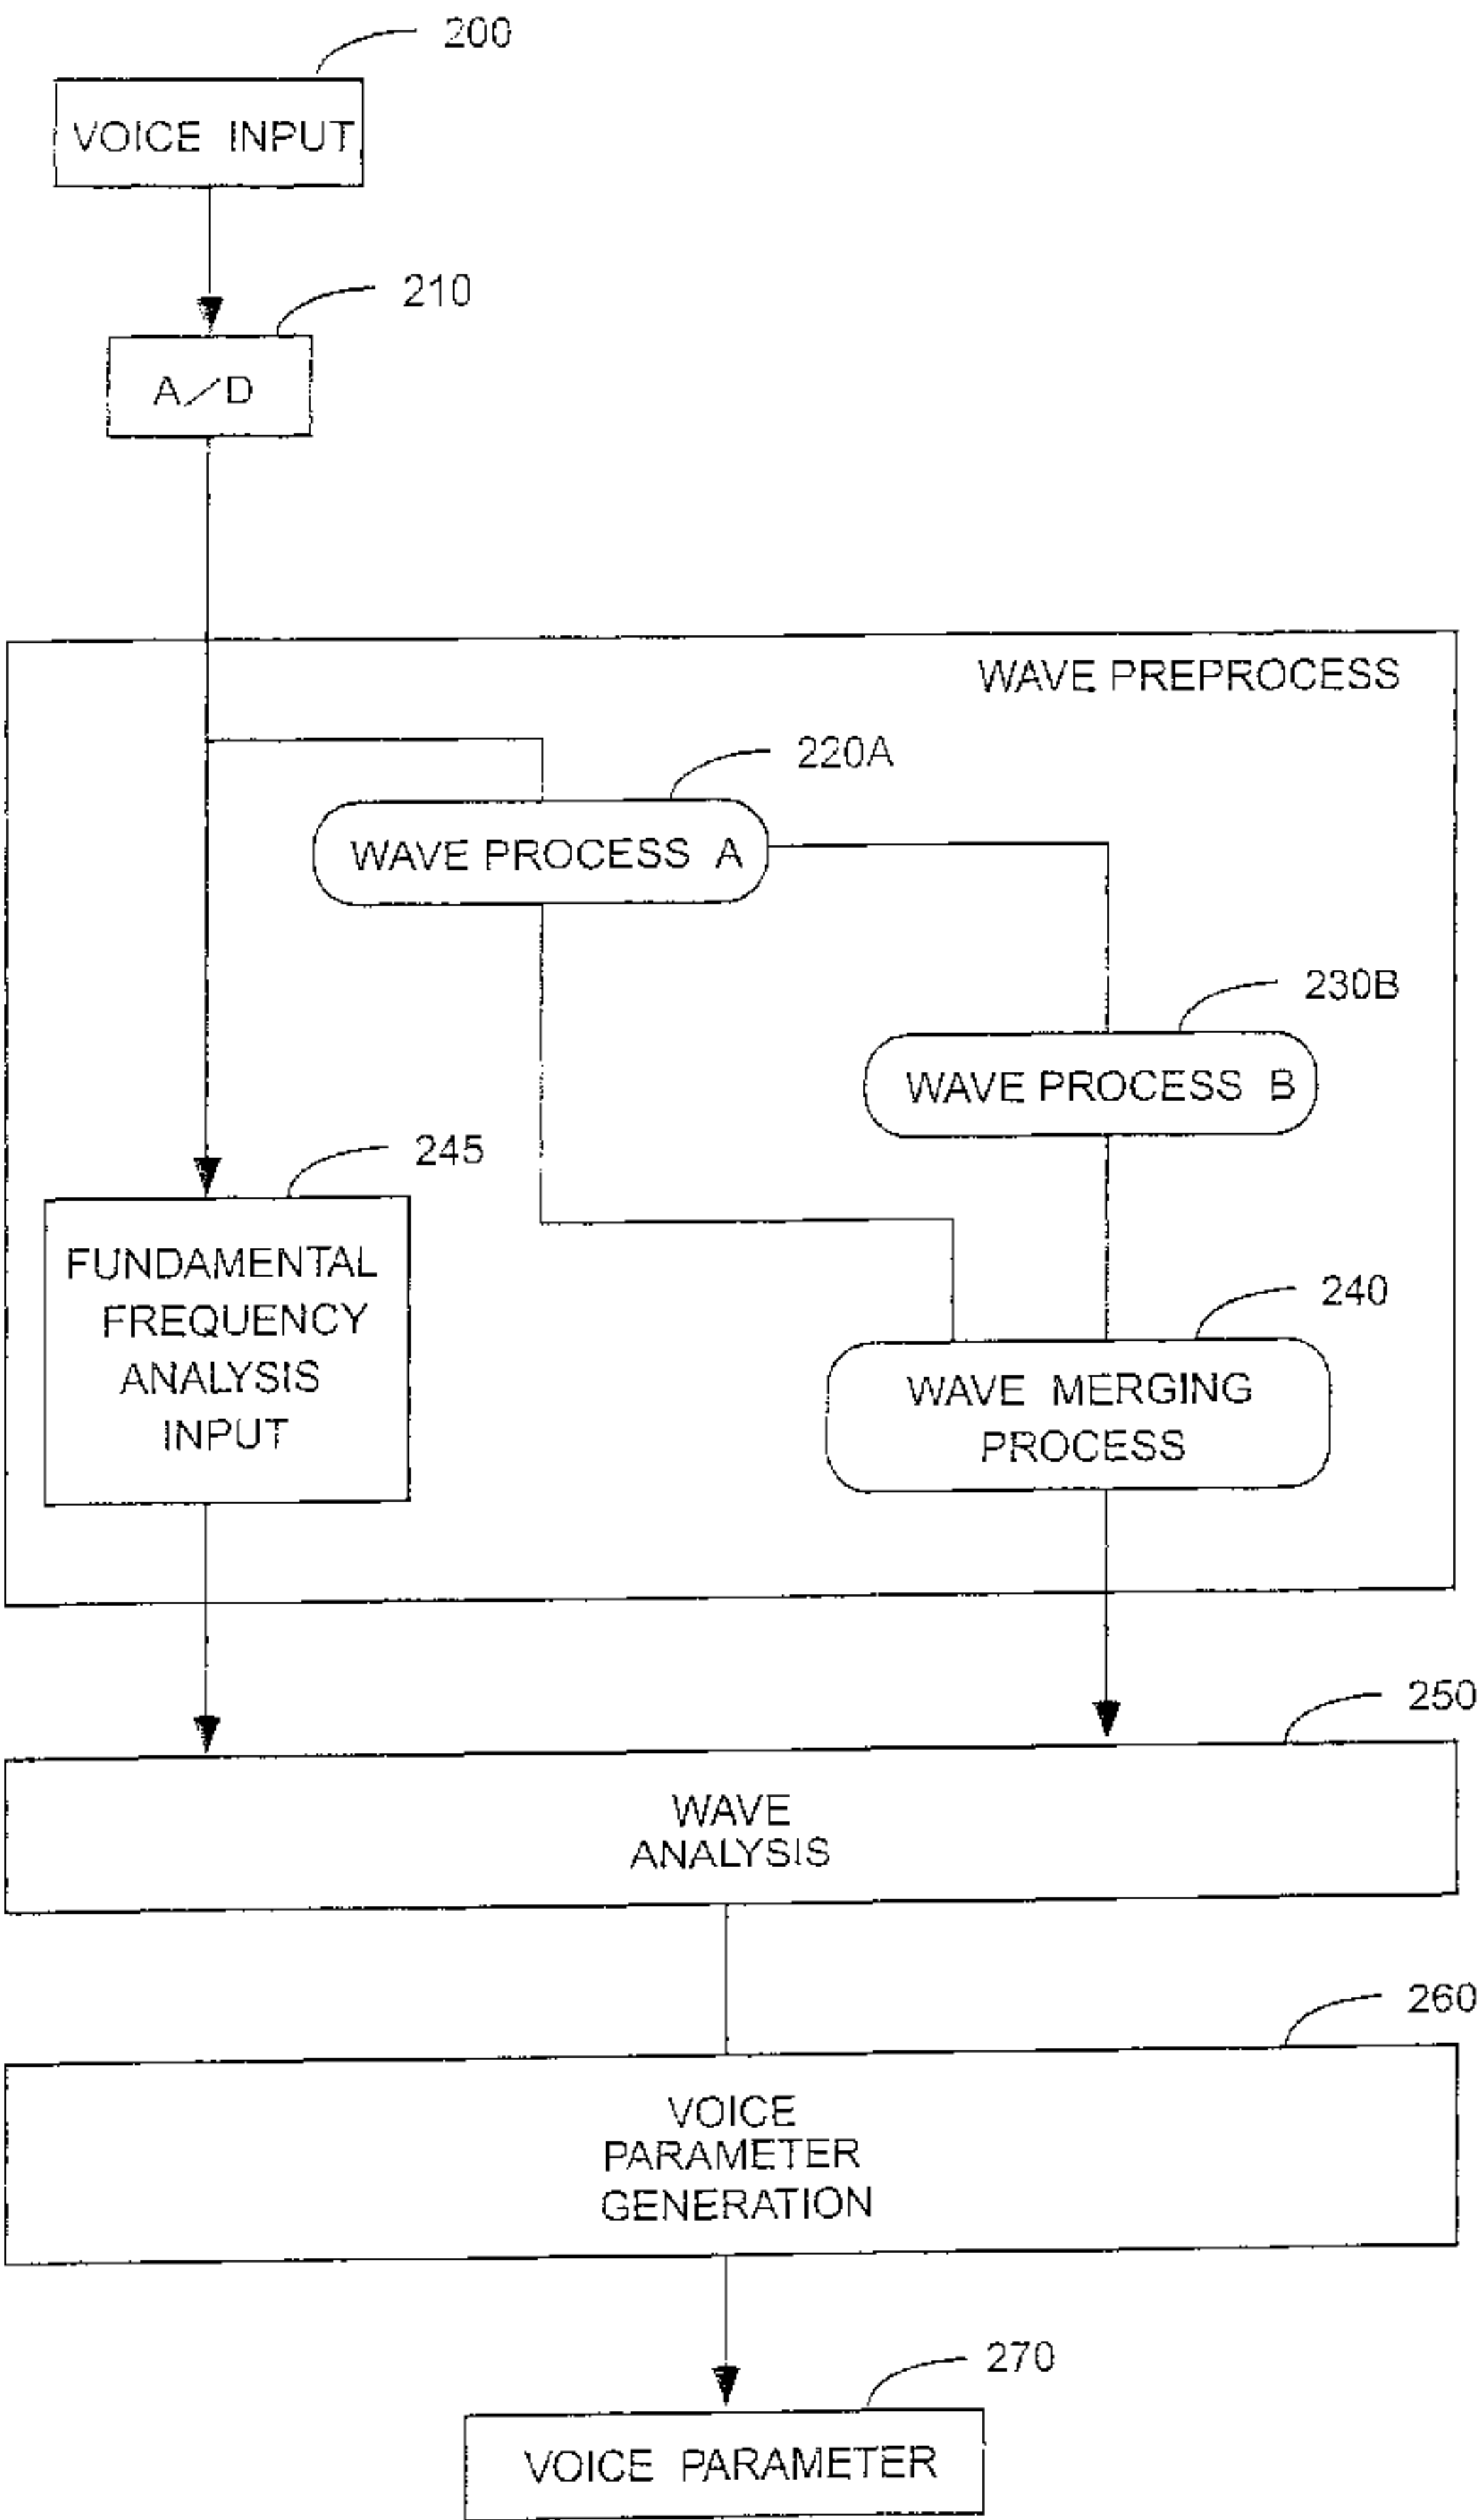 200
VOICE INPUT
210
A/D
WAVE PREPROCESS
220A
WAVE PROCESS A
230B
WAVE PROCESS B
245
FUNDAMENTAL
FREQUENCY
ANALYSIS
INPUT
240
WAVE MERGING
PROCESS
250
WAVE
ANALYSIS
260
VOICE
PARAMETER
GENERATION
270
VOICE PARAMETER